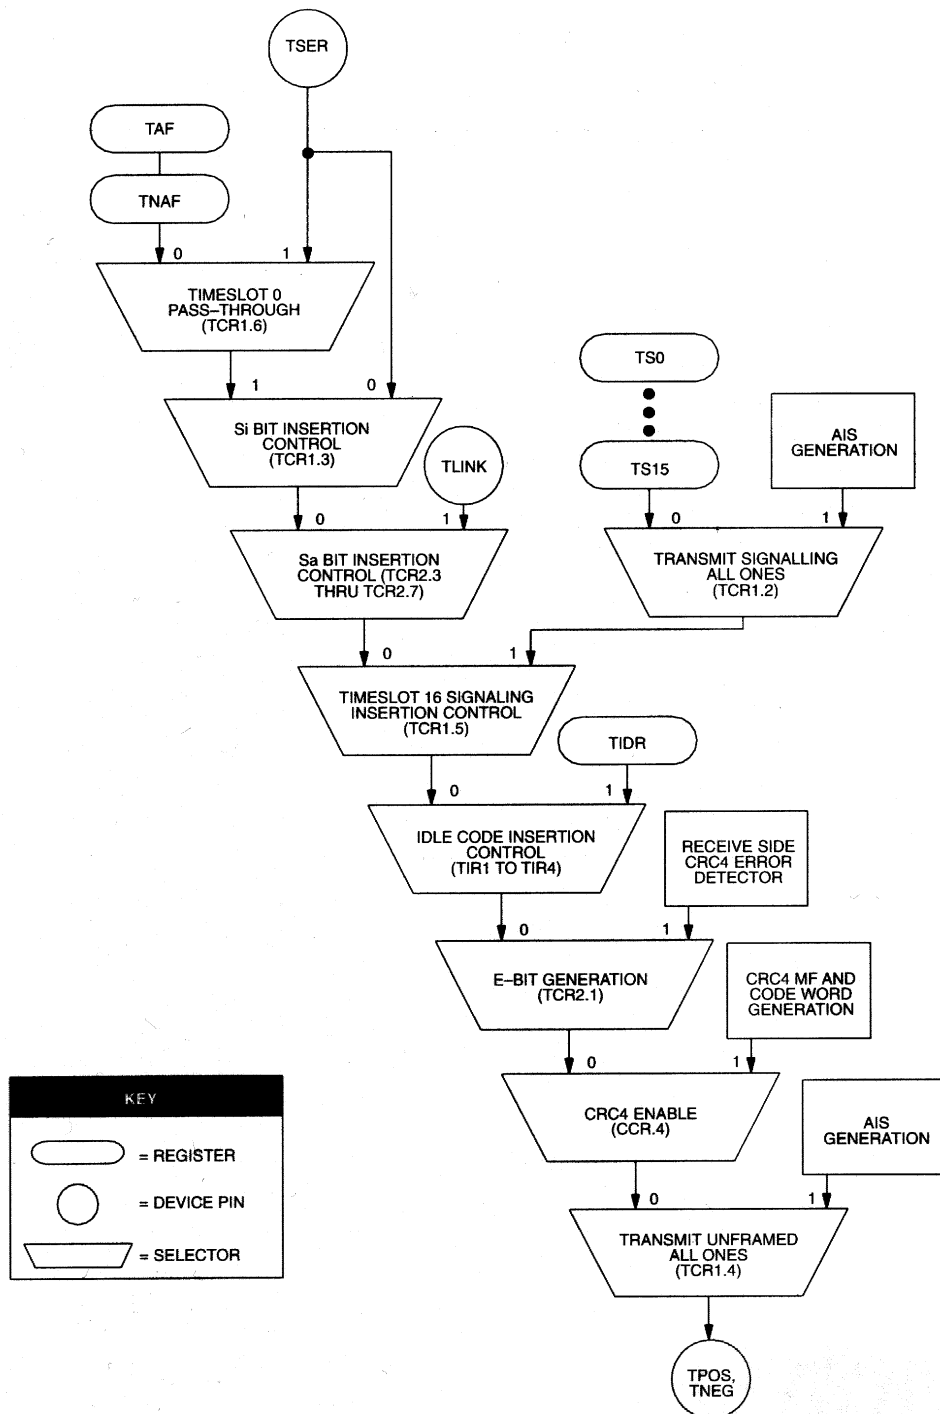 TSER
TAF
TNAF
0 1
TIMESLOT 0
PASS–THROUGH
(TCR1.6)
1 0
Si BIT INSERTION
CONTROL
(TCR1.3)
TLINK
TS0
TS15
AIS
GENERATION
0 1
Sa BIT INSERTION
CONTROL (TCR2.3
THRU TCR2.7)
0 1
TRANSMIT SIGNALLING
ALL ONES
(TCR1.2)
0 1
TIMESLOT 16 SIGNALING
INSERTION CONTROL
(TCR1.5)
TIDR
0 1
IDLE CODE INSERTION
CONTROL
(TIR1 TO TIR4)
RECEIVE SIDE
CRC4 ERROR
DETECTOR
0 1
E–BIT GENERATION
(TCR2.1)
CRC4 MF AND
CODE WORD
GENERATION
0 1
CRC4 ENABLE
(CCR.4)
AIS
GENERATION
0 1
TRANSMIT UNFRAMED
ALL ONES
(TCR1.4)
TPOS,
TNEG
KEY
= REGISTER
= DEVICE PIN
= SELECTOR